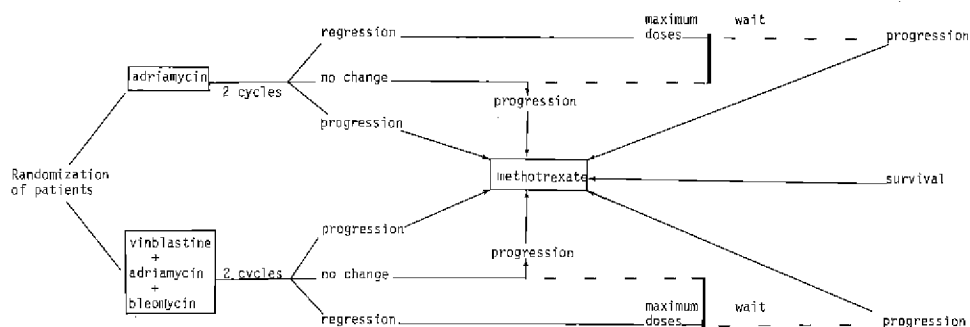 maximum wait
regression doses progression
adriamycin
no change
2 cycles
progression
progression
Randomization methotrexate
of patients survival
vinblastine progression
+
adriamycin 2 cycles progression
+ no change
bleomycin
maximum wait
regression doses progression